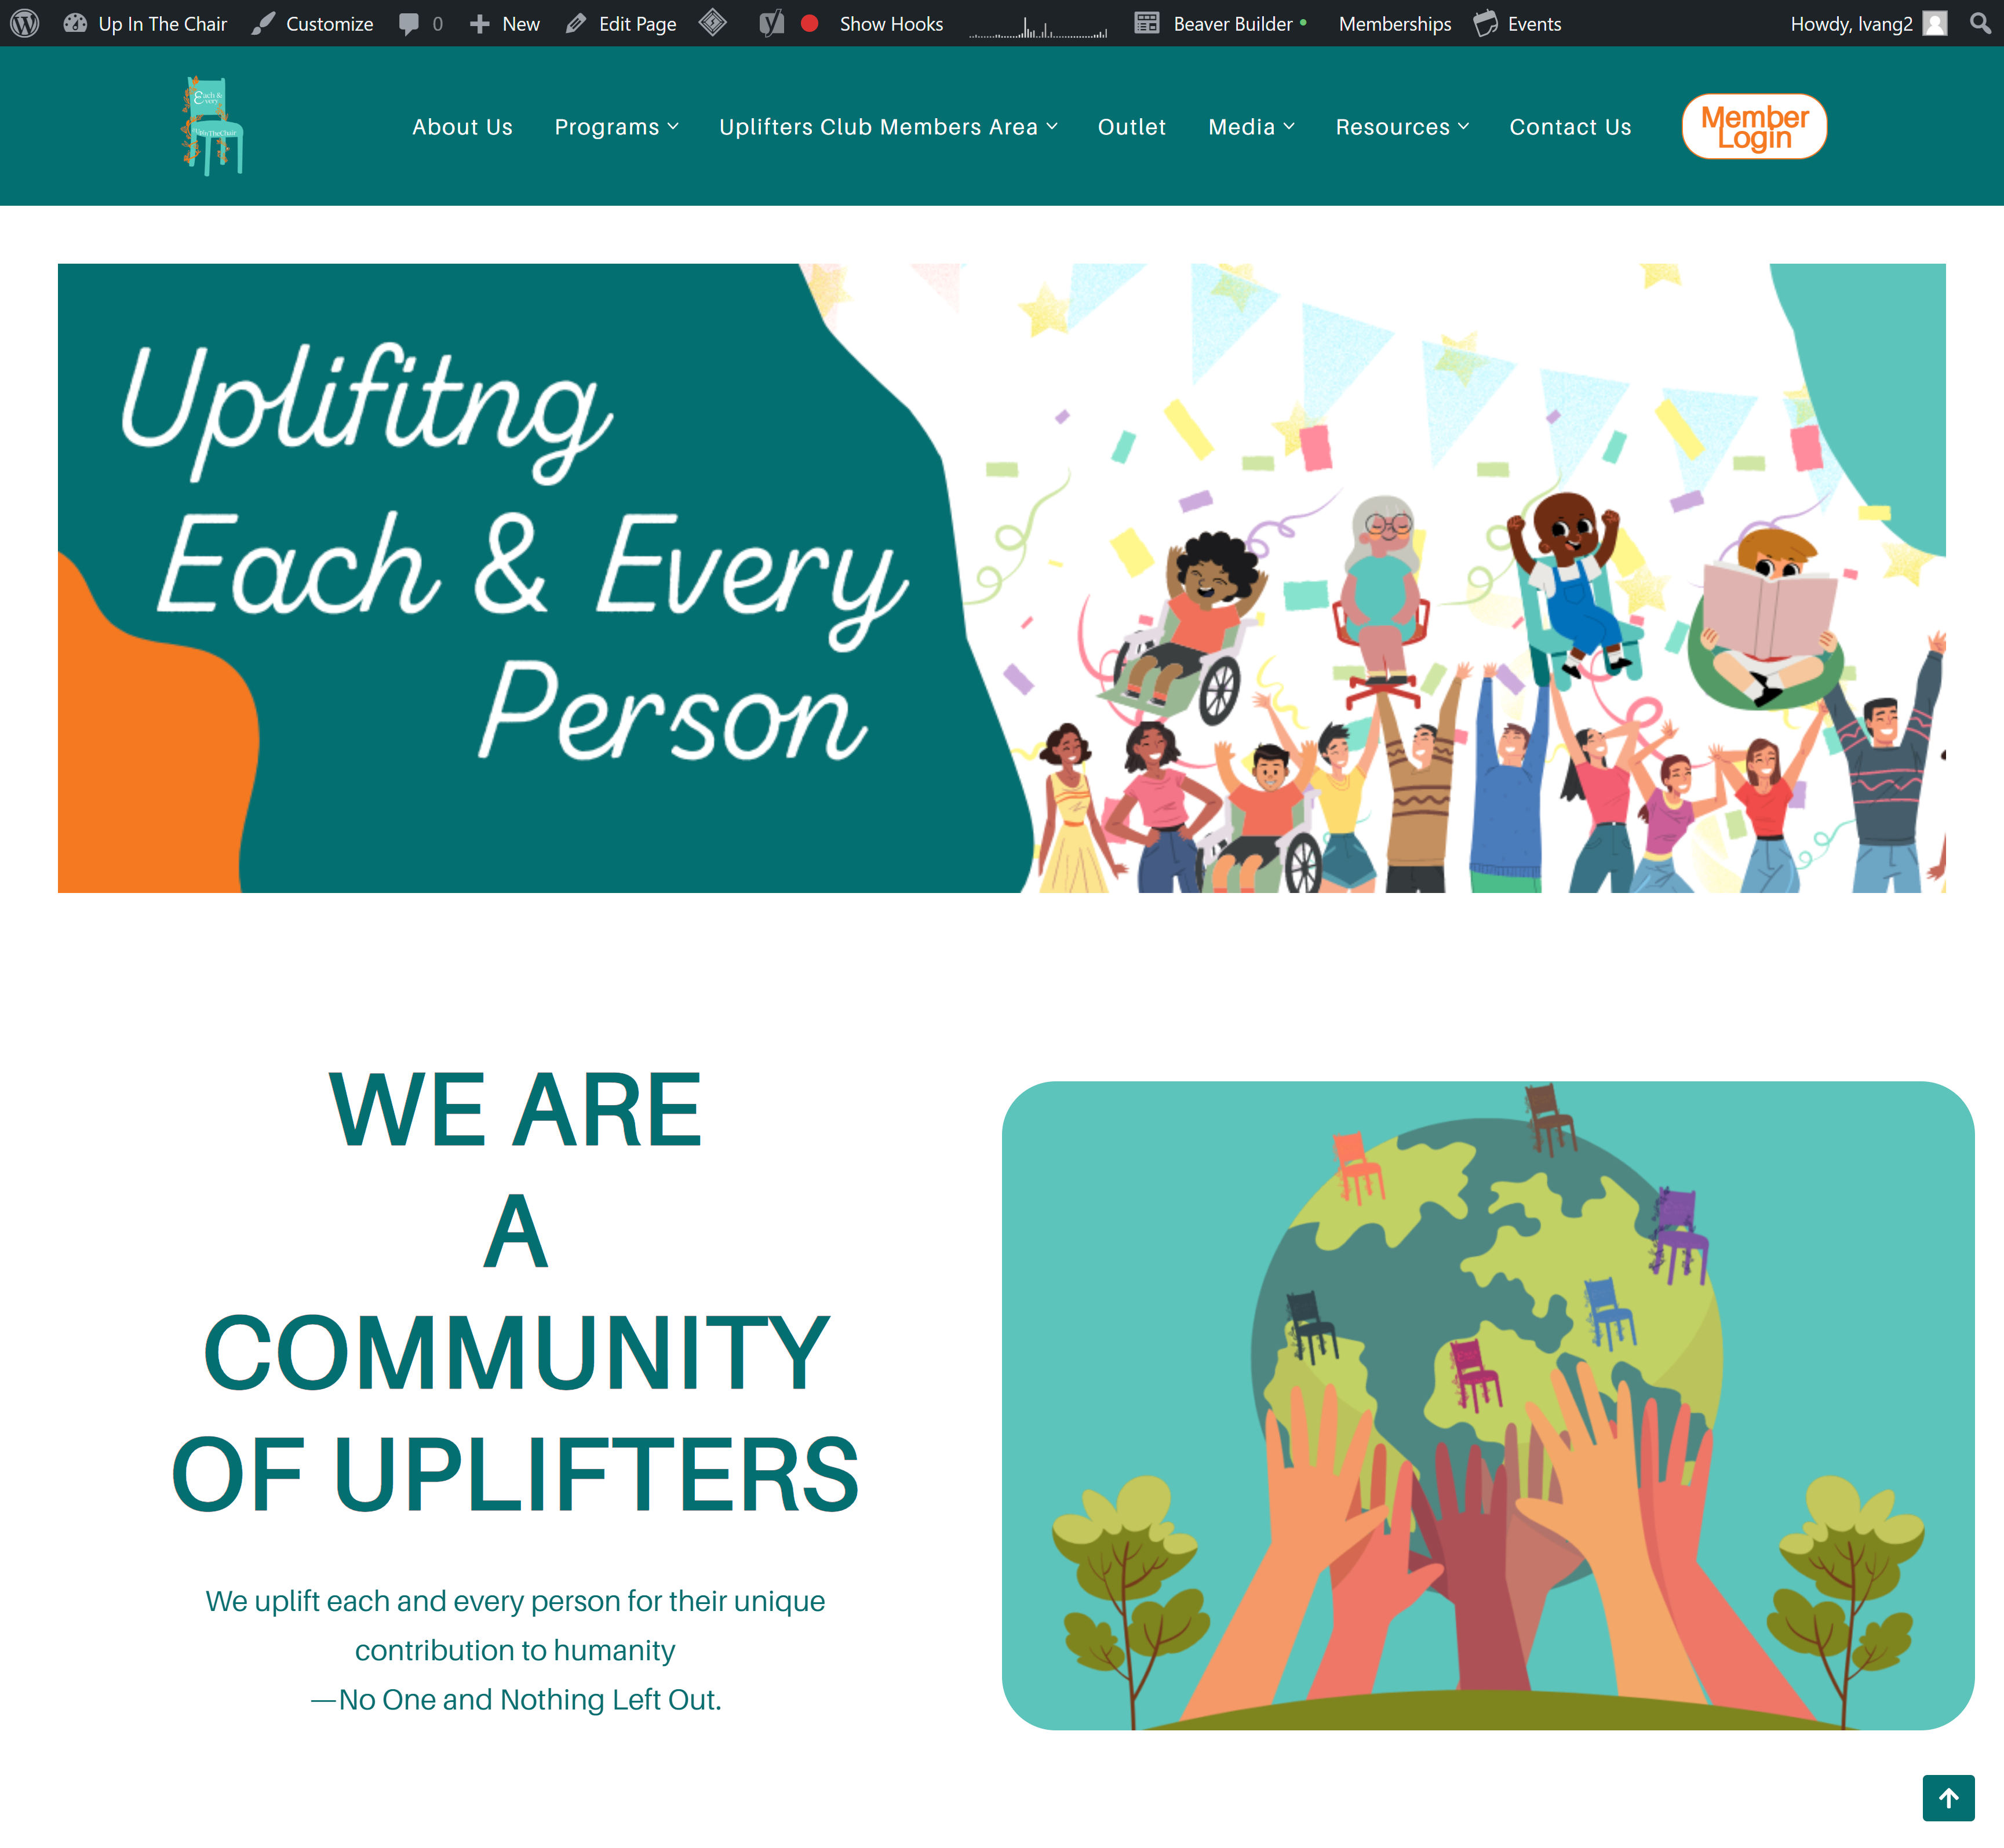 Up In The Chair Customize 0 New Edit Page Show Hooks Beaver Builder Memberships Events Howdy, lvang2
Each &
Every
UpInTheChair
About Us Programs Uplifters Club Members Area Outlet Media Resources Contact Us
Member
Login
Uplifitng
Each & Every
Person
WE ARE
A
COMMUNITY
OF UPLIFTERS
We uplift each and every person for their unique
contribution to humanity
—No One and Nothing Left Out.